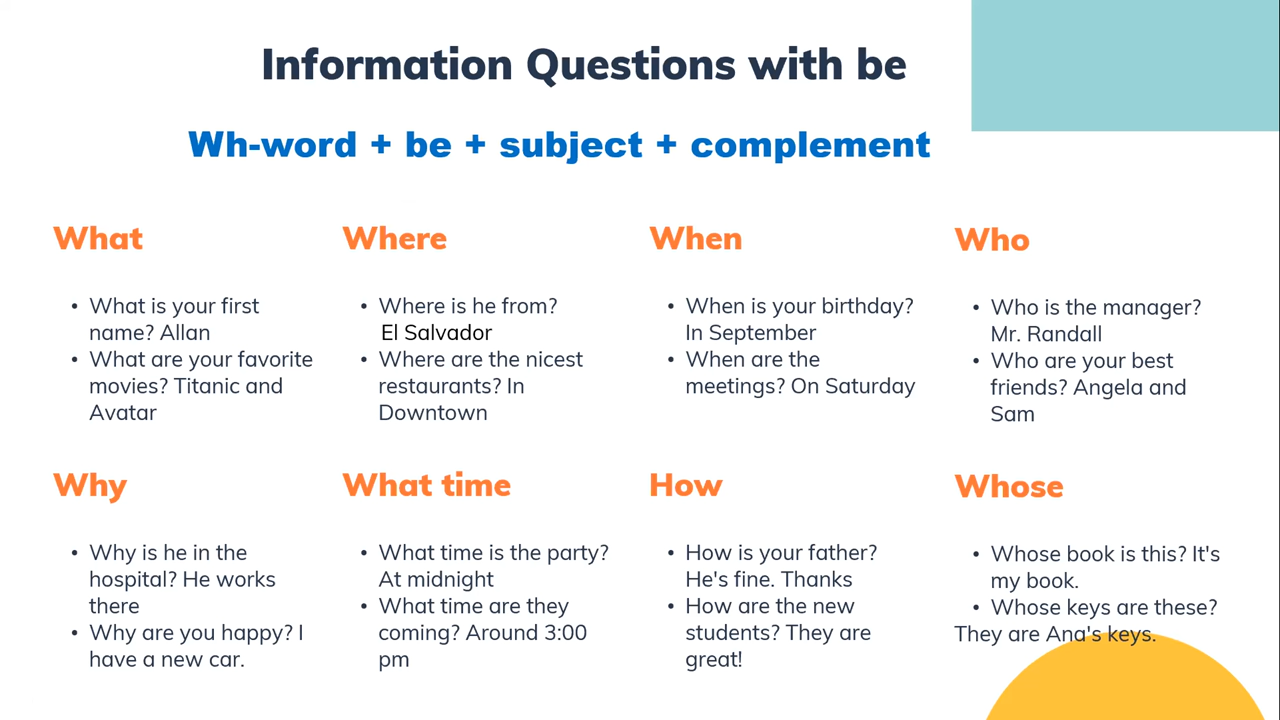 Information Questions with be
Wh-word + be + subject + complement
What
• What is your first
name? Allan
• What are your favorite
movies? Titanic and
Avatar
Where
• Where is he from?
El Salvador
• Where are the nicest
restaurants? In
Downtown
When
• When is your birthday?
In September
• When are the
meetings? On Saturday
Who
• Who is the manager?
Mr. Randall
• Who are your best
friends? Angela and
Sam
Why
• Why is he in the
hospital? He works
there
• Why are you happy? I
have a new car.
What time
• What time is the party?
At midnight
• What time are they
coming? Around 3:00
pm
How
• How is your father?
He's fine. Thanks
• How are the new
students? They are
great!
Whose
• Whose book is this? It's
my book.
• Whose keys are these?
They are Ana's keys.